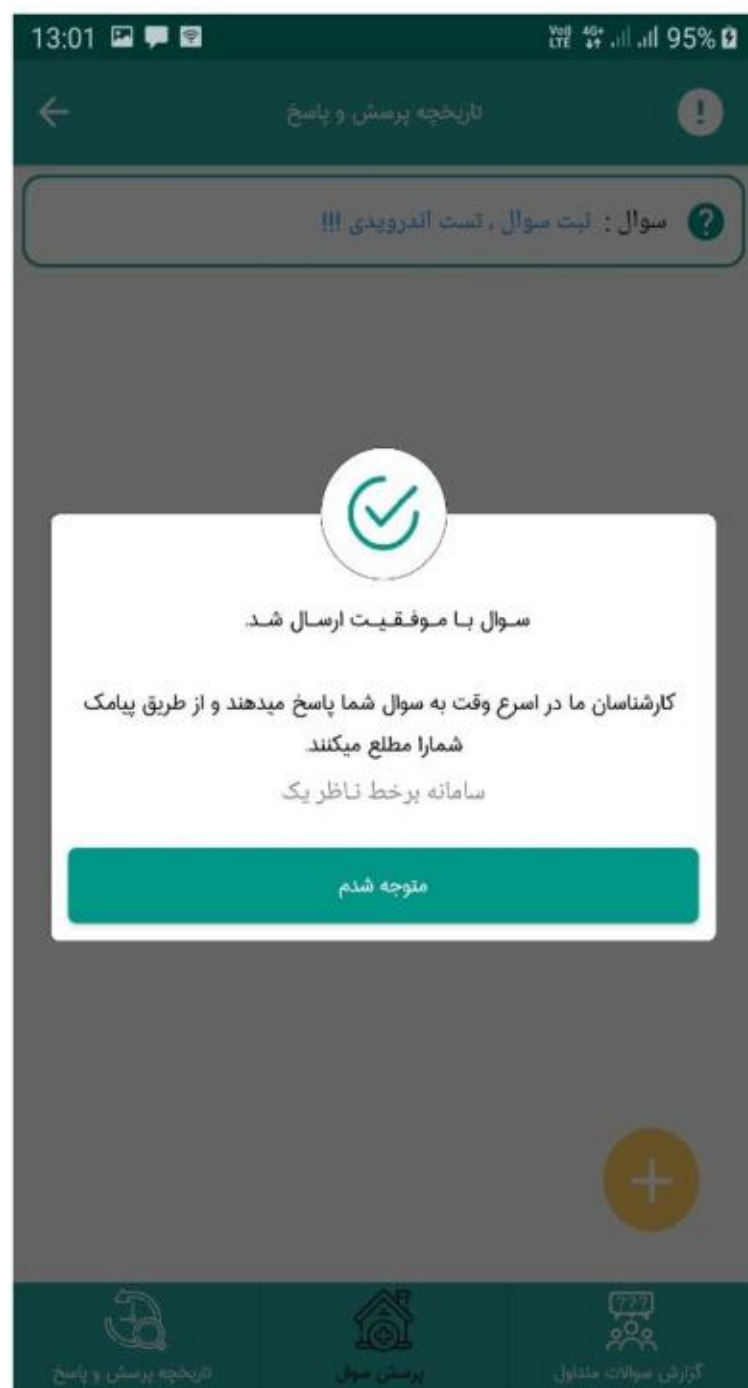 13:01 VoLTE 4G+ 95%
تاریخچه پرسش و پاسخ
سوال : ثبت سوال , تست اندرویدی !!!
سوال با موفقیت ارسال شد.
کارشناسان ما در اسرع وقت به سوال شما پاسخ میدهند و از طریق پیامک
شمارا مطلع میکنند.
سامانه برخط ناظر یک
متوجه شدم
گزارش سوالات متداول
پرسش سوال
تاریخچه پرسش و پاسخ